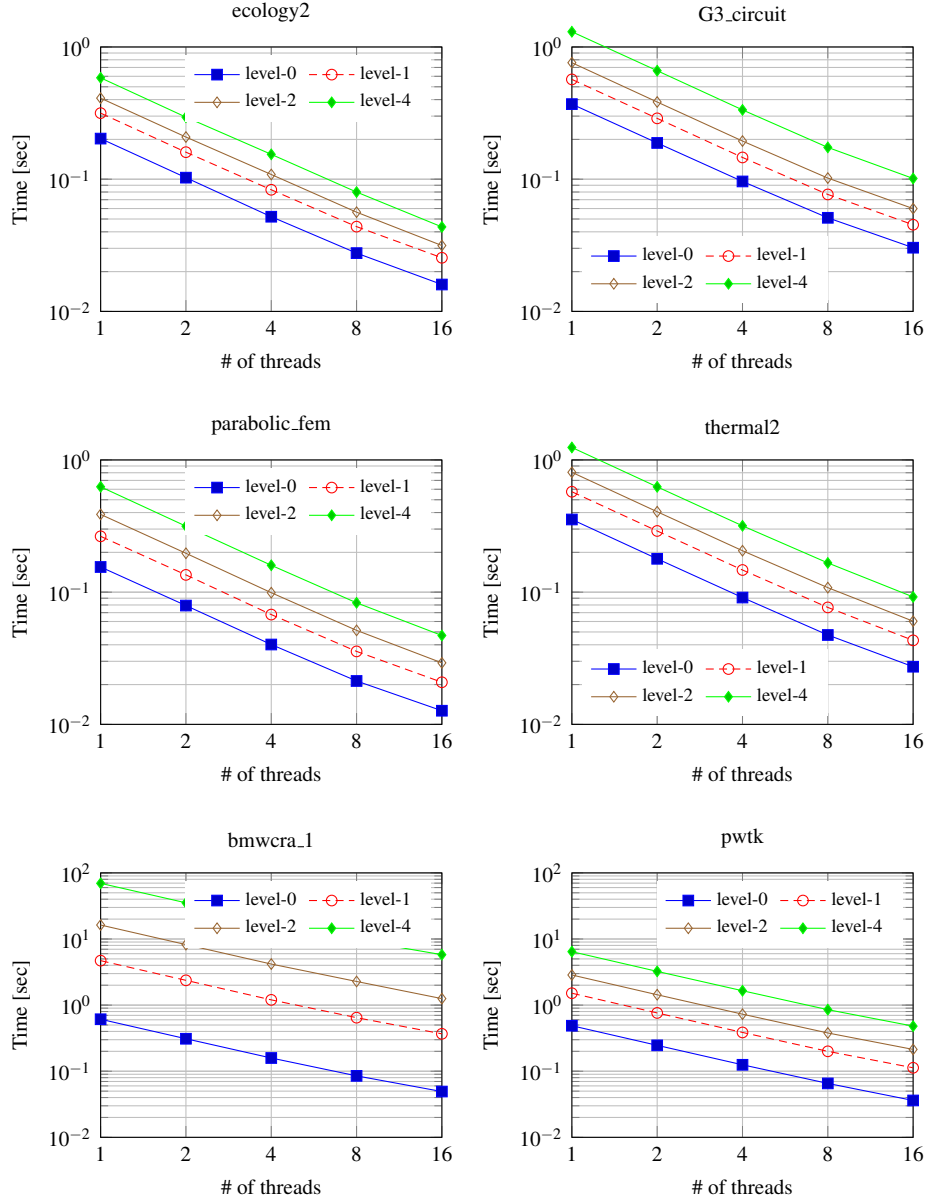 ecology2
10^0
10^-1
10^-2
Time [sec]
level-0 level-1
level-2 level-4
1 2 4 8 16
# of threads
G3_circuit
10^0
10^-1
10^-2
Time [sec]
level-0 level-1
level-2 level-4
1 2 4 8 16
# of threads
parabolic_fem
10^0
10^-1
10^-2
Time [sec]
level-0 level-1
level-2 level-4
1 2 4 8 16
# of threads
thermal2
10^0
10^-1
10^-2
Time [sec]
level-0 level-1
level-2 level-4
1 2 4 8 16
# of threads
bmwcra_1
10^2
10^1
10^0
10^-1
10^-2
Time [sec]
level-0 level-1
level-2 level-4
1 2 4 8 16
# of threads
pwtk
10^2
10^1
10^0
10^-1
10^-2
Time [sec]
level-0 level-1
level-2 level-4
1 2 4 8 16
# of threads